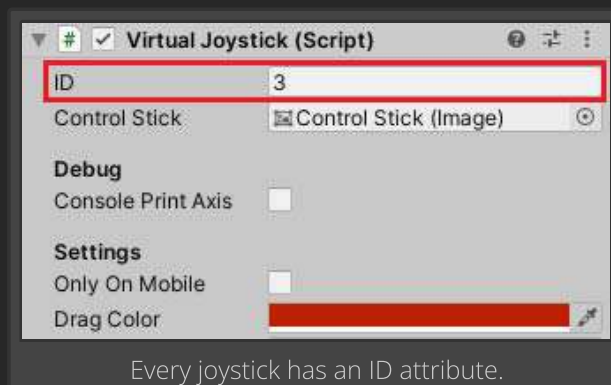 # Virtual Joystick (Script)
ID 3
Control Stick Control Stick (Image)
Debug
Console Print Axis
Settings
Only On Mobile
Drag Color
Every joystick has an ID attribute.